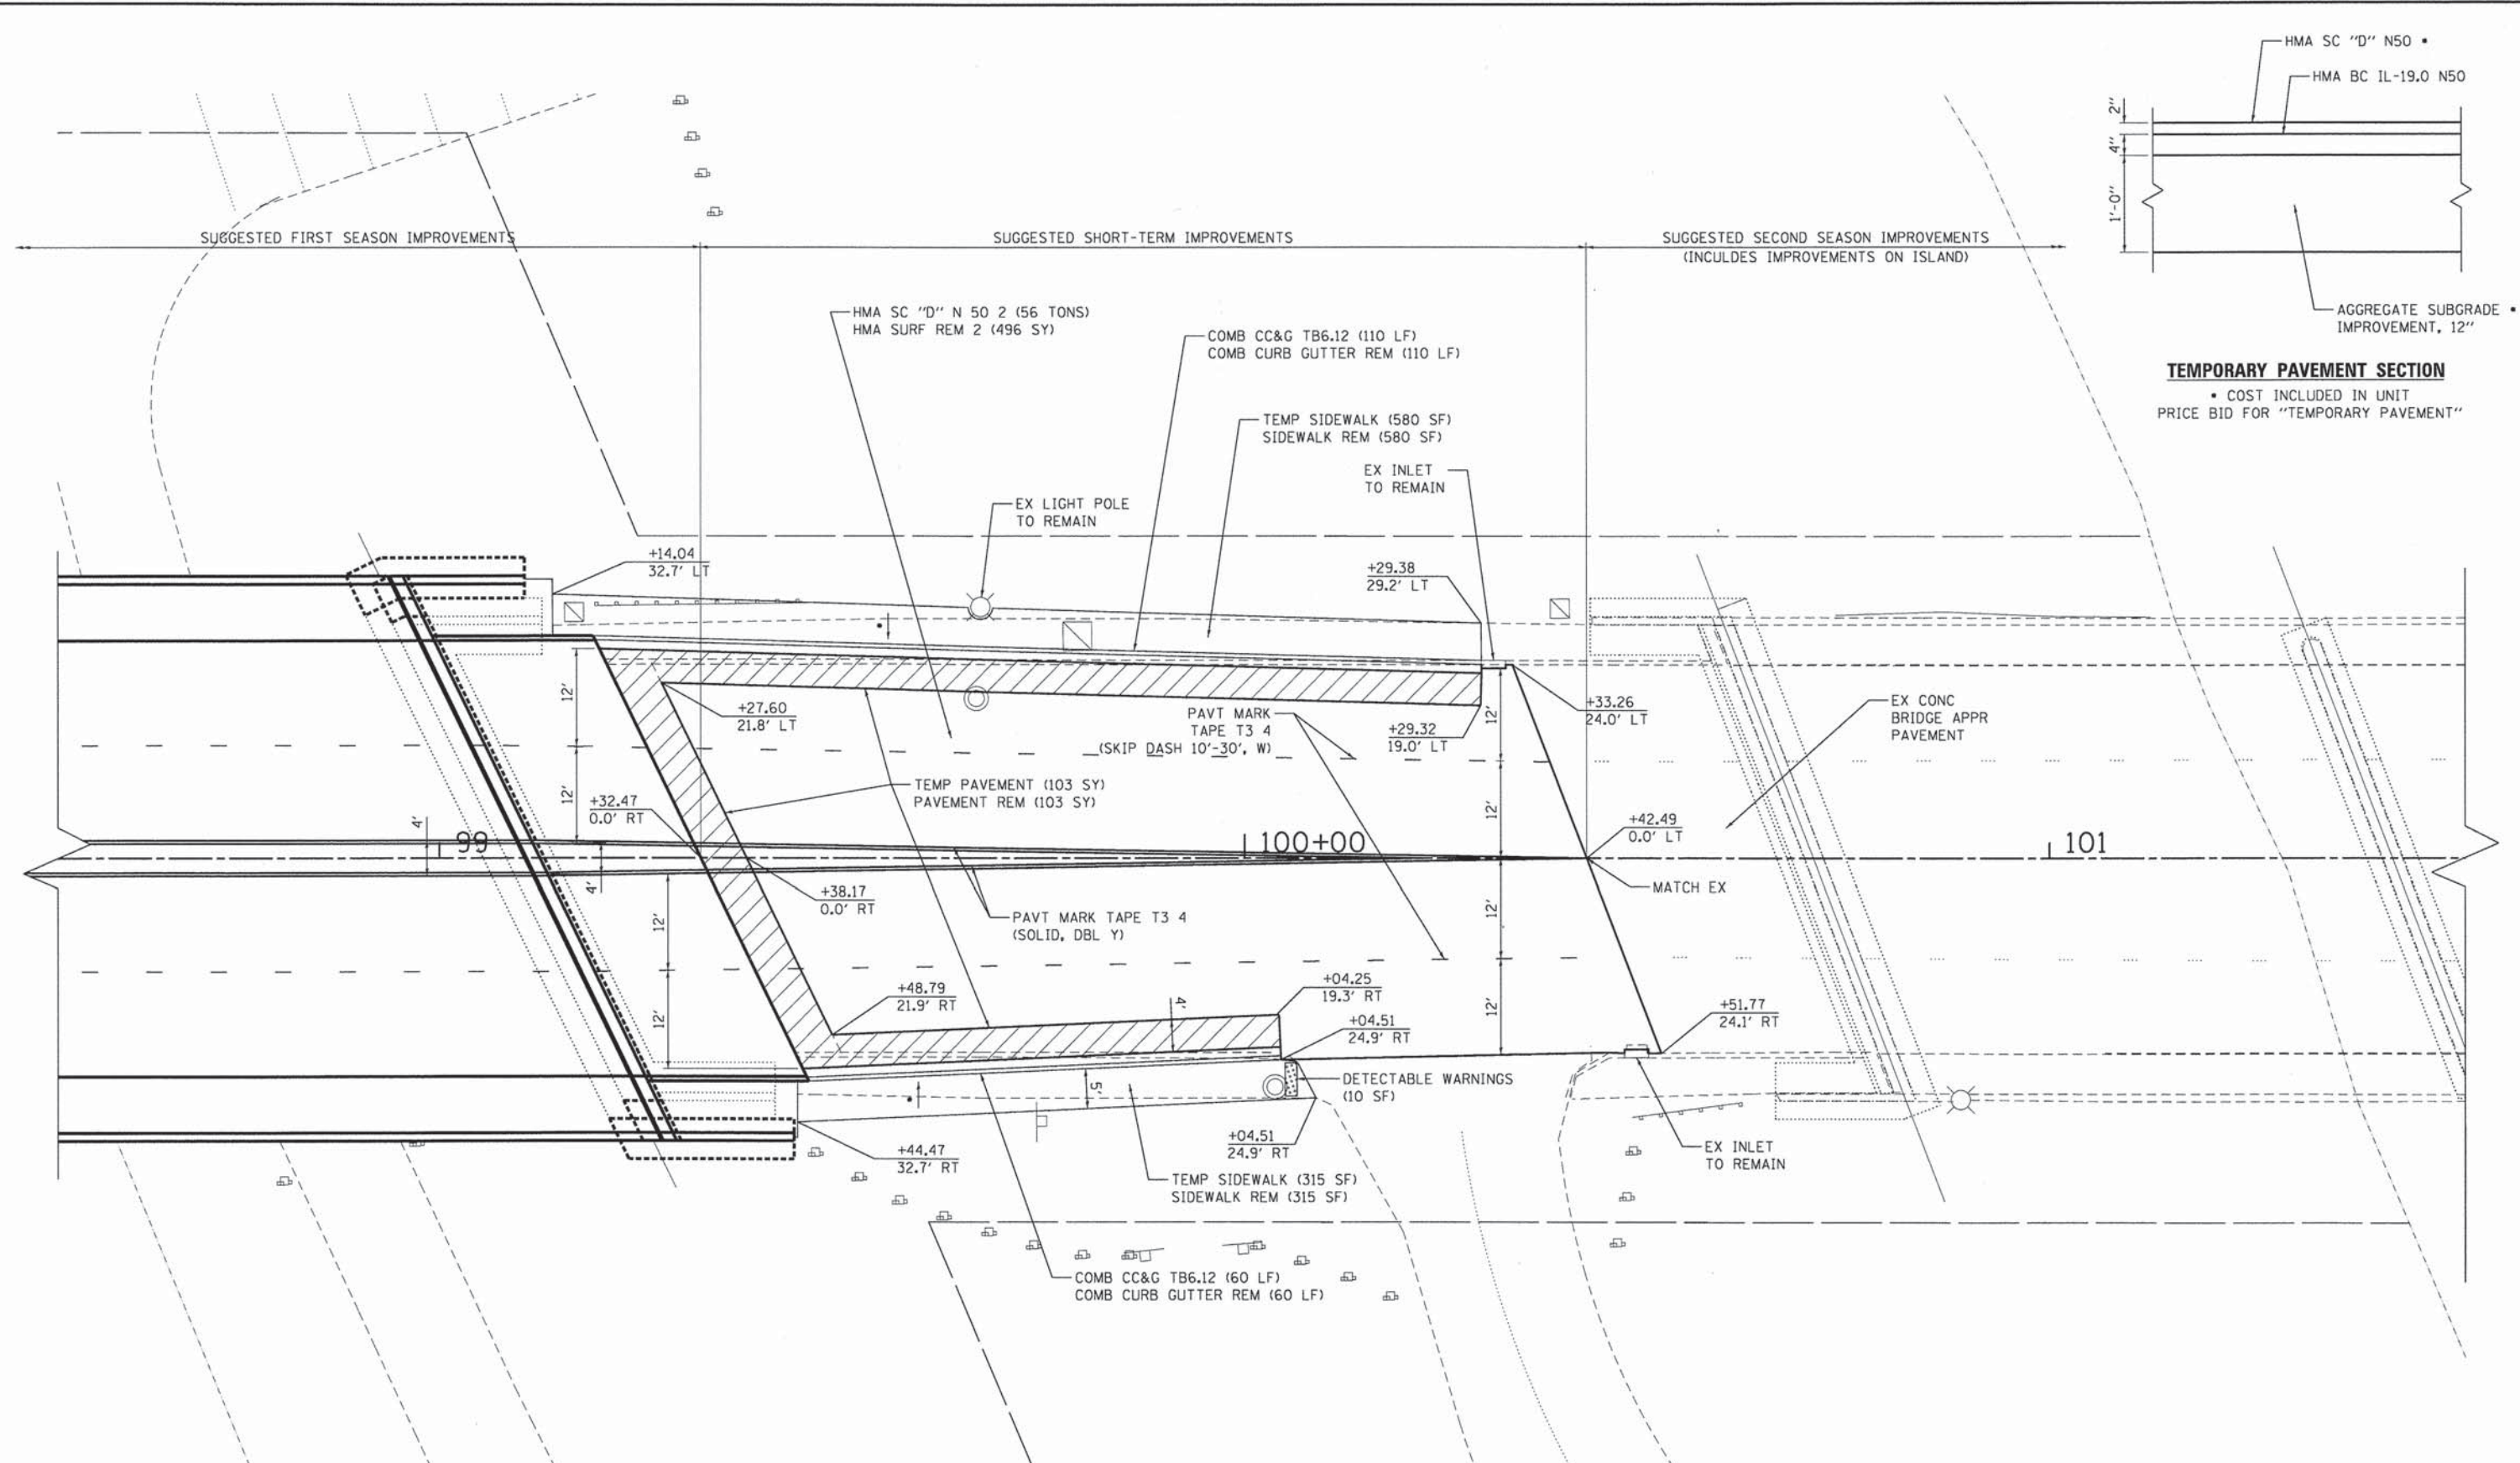 HMA SC "D" N50 •
HMA BC IL-19.0 N50
2"
4"
1'-0"
AGGREGATE SUBGRADE •
IMPROVEMENT, 12"
TEMPORARY PAVEMENT SECTION
• COST INCLUDED IN UNIT
PRICE BID FOR "TEMPORARY PAVEMENT"
SUGGESTED FIRST SEASON IMPROVEMENTS
SUGGESTED SHORT-TERM IMPROVEMENTS
SUGGESTED SECOND SEASON IMPROVEMENTS
(INCULDES IMPROVEMENTS ON ISLAND)
HMA SC "D" N 50 2 (56 TONS)
HMA SURF REM 2 (496 SY)
COMB CC&G TB6.12 (110 LF)
COMB CURB GUTTER REM (110 LF)
TEMP SIDEWALK (580 SF)
SIDEWALK REM (580 SF)
EX INLET
TO REMAIN
EX LIGHT POLE
TO REMAIN
+14.04
32.7' LT
+29.38
29.2' LT
12'
+27.60
21.8' LT
PAVT MARK
TAPE T3 4
(SKIP DASH 10'-30', W)
+29.32
19.0' LT
12'
+33.26
24.0' LT
EX CONC
BRIDGE APPR
PAVEMENT
12'
+32.47
0.0' RT
TEMP PAVEMENT (103 SY)
PAVEMENT REM (103 SY)
12'
+42.49
0.0' LT
4'
99
100+00
101
4'
+38.17
0.0' RT
MATCH EX
12'
PAVT MARK TAPE T3 4
(SOLID, DBL Y)
12'
12'
+48.79
21.9' RT
4'
+04.25
19.3' RT
12'
+04.51
24.9' RT
+51.77
24.1' RT
5'
DETECTABLE WARNINGS
(10 SF)
+44.47
32.7' RT
+04.51
24.9' RT
EX INLET
TO REMAIN
TEMP SIDEWALK (315 SF)
SIDEWALK REM (315 SF)
COMB CC&G TB6.12 (60 LF)
COMB CURB GUTTER REM (60 LF)